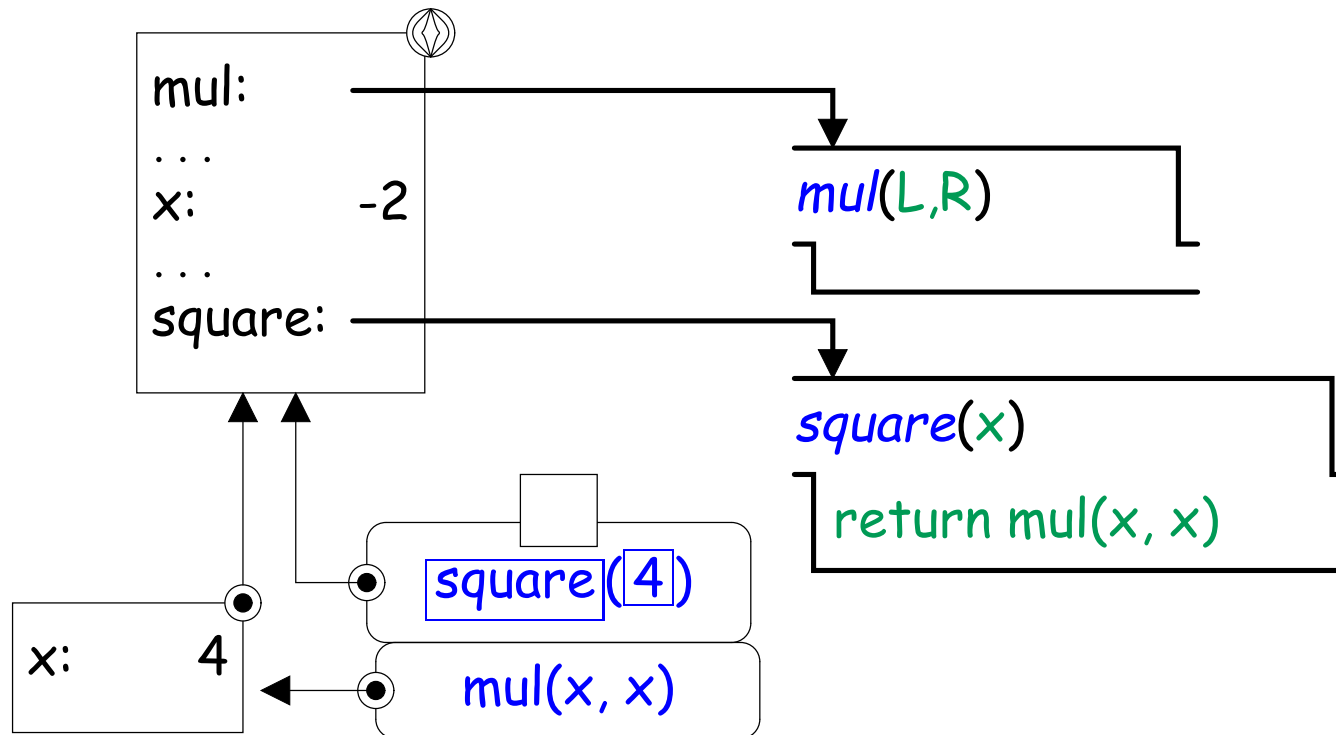 mul:
. . .
x: -2
. . .
square:
mul(L,R)
square(x)
return mul(x, x)
square(4)
x: 4
mul(x, x)